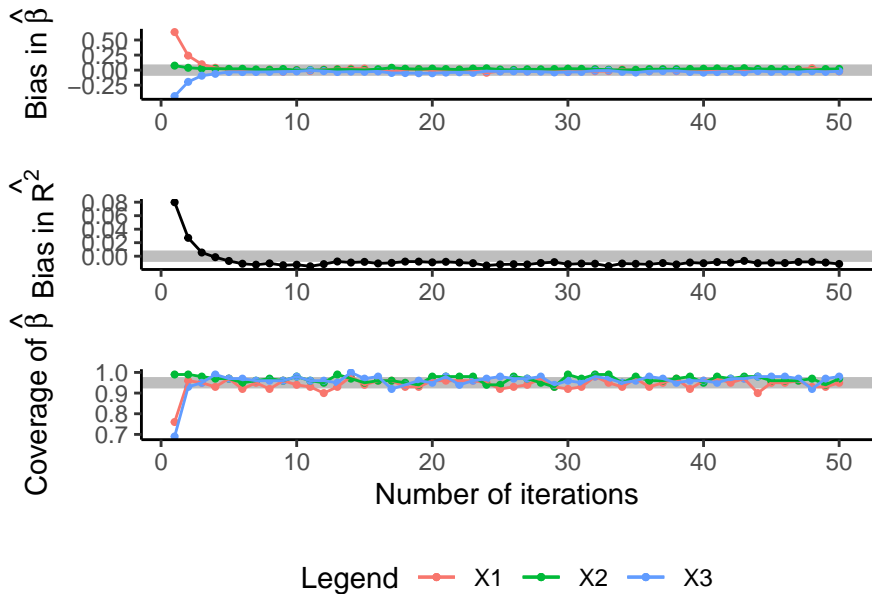 Bias in β̂
0.50
0.25
0.00
−0.25
0 10 20 30 40 50
Bias in R̂²
0.08
0.06
0.04
0.02
0.00
0 10 20 30 40 50
Coverage of β̂
1.0
0.9
0.8
0.7
0 10 20 30 40 50
Number of iterations
Legend X1 X2 X3